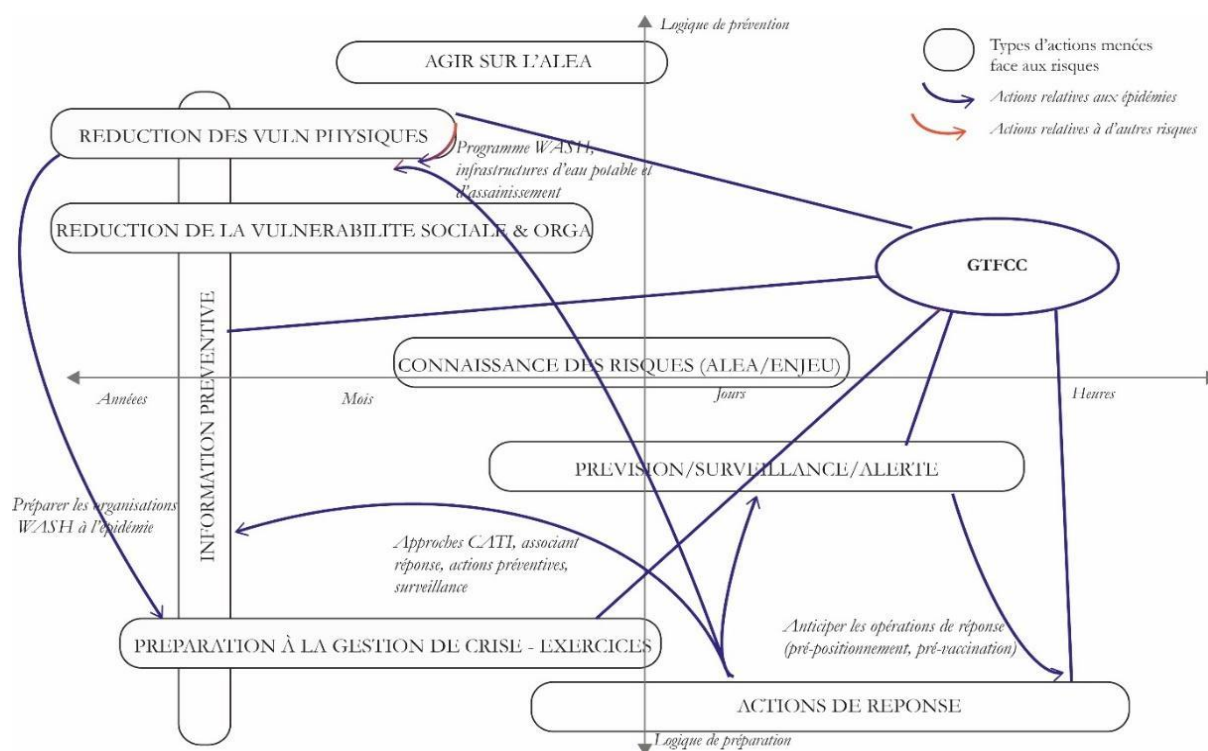 Logique de prévention
AGIR SUR L'ALEA
Types d'actions menées
face aux risques
Actions relatives aux épidémies
Actions relatives à d'autres risques
REDUCTION DES VULN PHYSIQUES
Programme WASH,
infrastructures d'eau potable et
d'assainissement
REDUCTION DE LA VULNERABILITE SOCIALE & ORGA
GTFCC
INFORMATION PREVENTIVE
CONNAISSANCE DES RISQUES (ALEA/ENJEU)
Années
Mois
Jours
Heures
PREVISION/SURVEILLANCE/ALERTE
Préparer les organisations
WASH à l'épidémie
Approches CATI, associant
réponse, actions préventives,
surveillance
Anticiper les opérations de réponse
(pré-positionnement, pré-vaccination)
PREPARATION À LA GESTION DE CRISE - EXERCICES
ACTIONS DE REPONSE
Logique de préparation